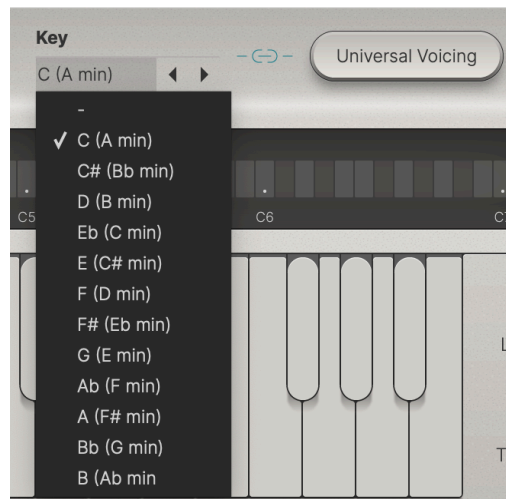 Key
C (A min)
Universal Voicing
-
✓ C (A min)
C# (Bb min)
D (B min)
Eb (C min)
E (C# min)
F (D min)
F# (Eb min)
G (E min)
Ab (F min)
A (F# min)
Bb (G min)
B (Ab min
C5
C6